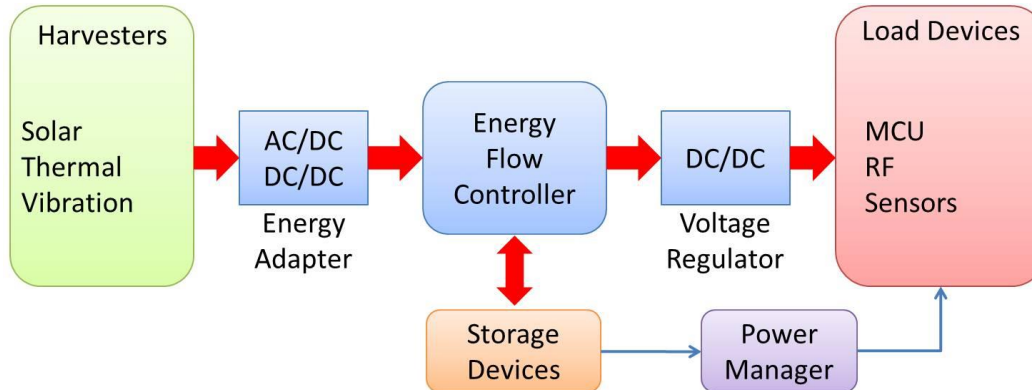 Harvesters
Solar
Thermal
Vibration
AC/DC
DC/DC
Energy
Adapter
Energy
Flow
Controller
DC/DC
Voltage
Regulator
Load Devices
MCU
RF
Sensors
Storage
Devices
Power
Manager